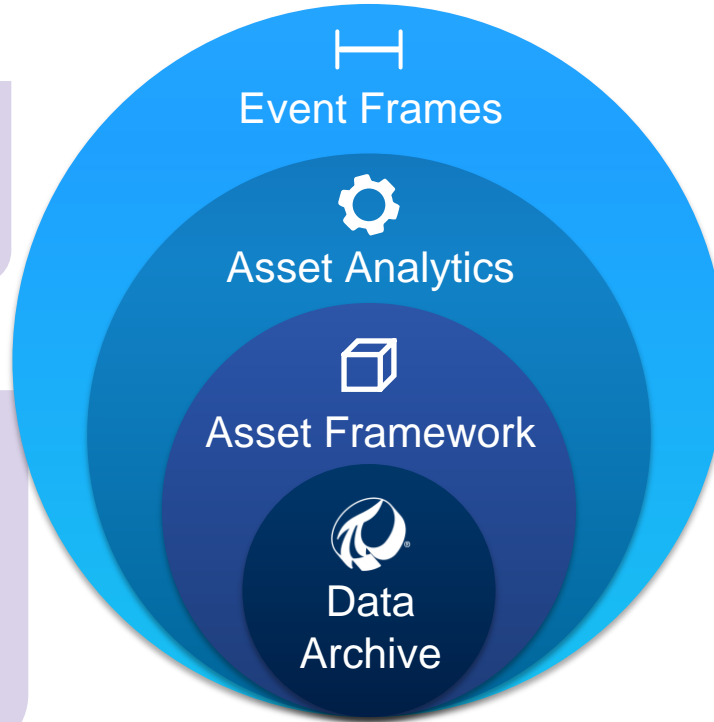 Event Frames
Asset Analytics
Asset Framework
Data
Archive